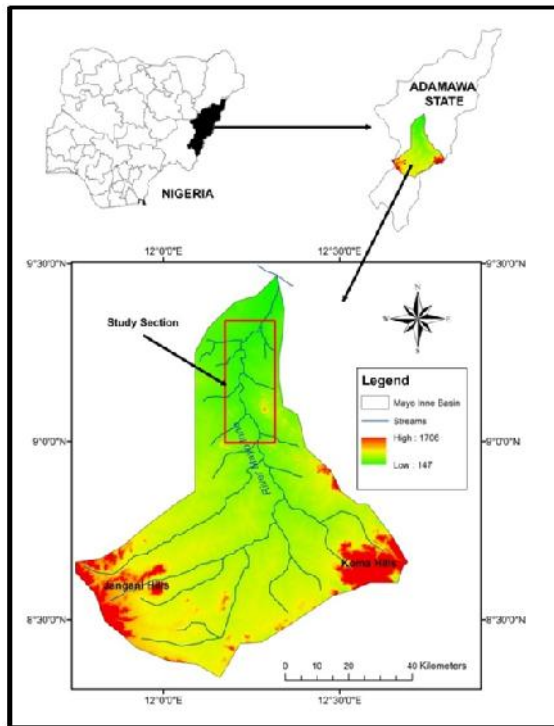 ADAMAWA
STATE
NIGERIA
12°0'0"E
12°30'0"E
9°30'0"N
9°30'0"N
Study Section
N
W
E
S
Legend
Mayo Inne Basin
Streams
High : 1706
Low : 147
9°0'0"N
9°0'0"N
River Mayo Inne
Jangani Hills
Koma Hills
8°30'0"N
8°30'0"N
0 10 20 40 Kilometers
12°0'0"E
12°30'0"E